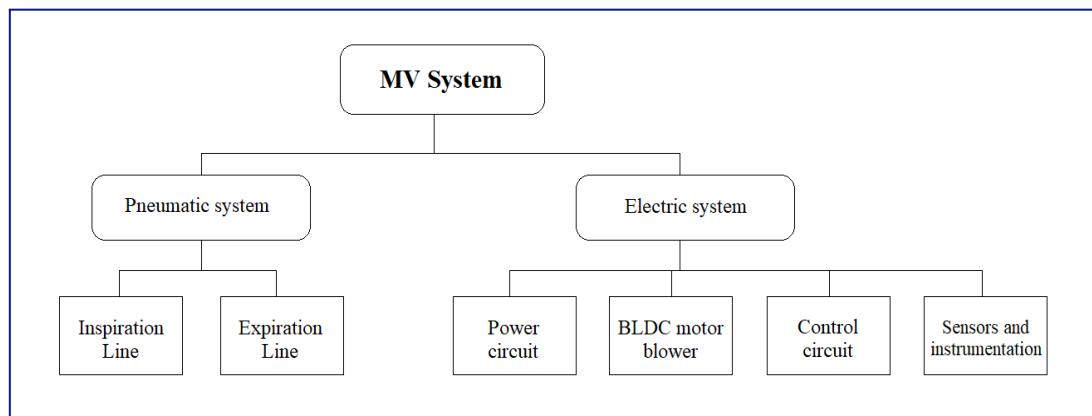 MV System
Pneumatic system
Electric system
Inspiration
Line
Expiration
Line
Power
circuit
BLDC motor
blower
Control
circuit
Sensors and
instrumentation